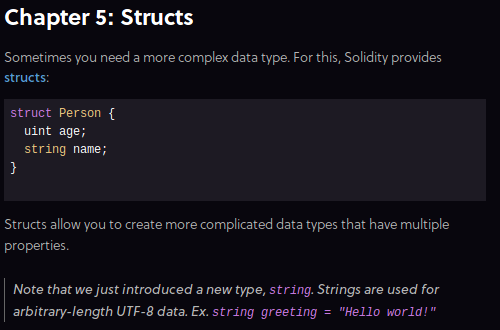 Chapter 5: Structs
Sometimes you need a more complex data type. For this, Solidity provides
structs:
struct Person {
  uint age;
  string name;
}
Structs allow you to create more complicated data types that have multiple
properties.
Note that we just introduced a new type, string. Strings are used for
arbitrary-length UTF-8 data. Ex. string greeting = "Hello world!"